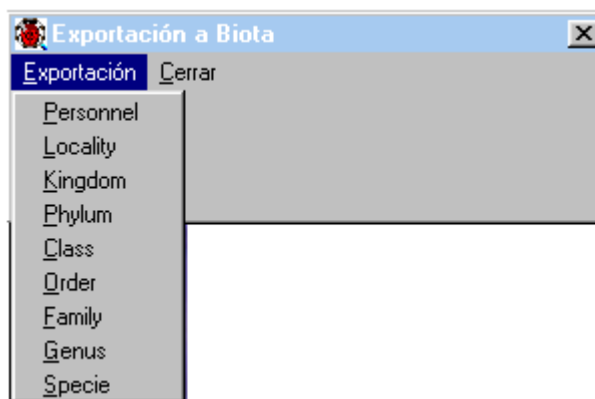 Exportación a Biota
Exportación Cerrar
Personnel
Locality
Kingdom
Phylum
Class
Order
Family
Genus
Specie